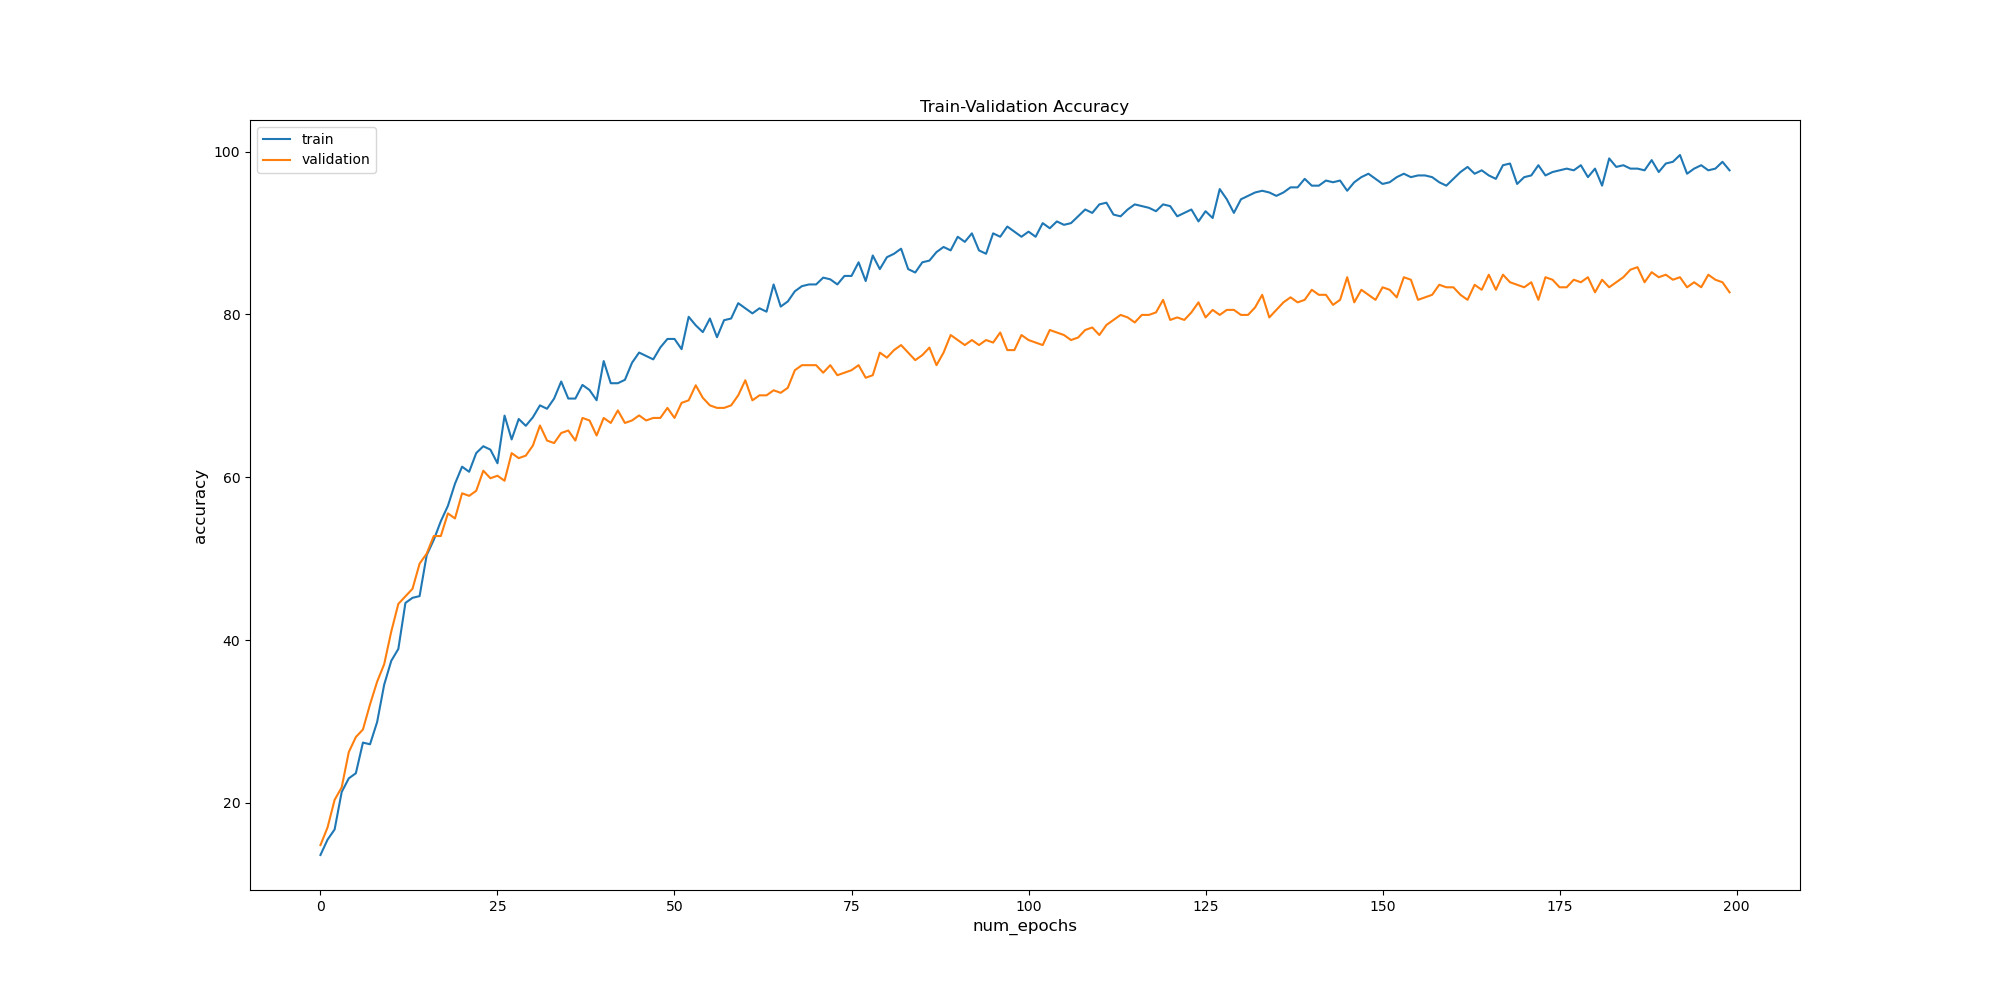 Train-Validation Accuracy
train
validation
100
80
60
40
20
accuracy
0 25 50 75 100 125 150 175 200
num_epochs